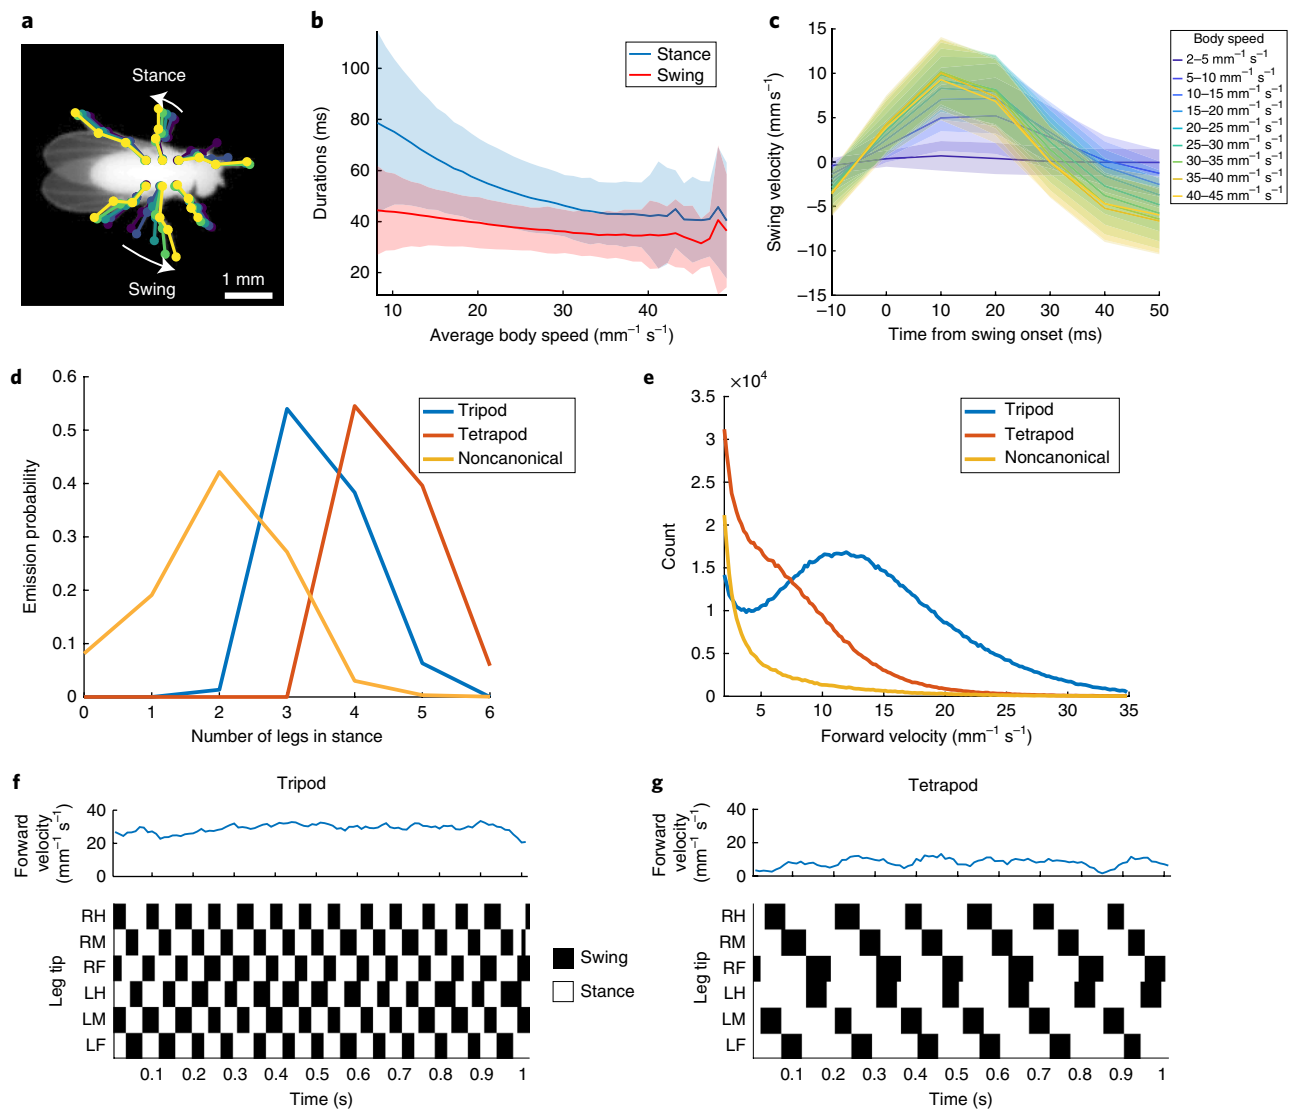 a
Stance
Swing
1 mm
b
Durations (ms)
100
80
60
40
20
10
20
30
40
Average body speed (mm⁻¹ s⁻¹)
Stance
Swing
c
Swing velocity (mm s⁻¹)
15
10
5
0
−5
−10
−15
−10
0
10
20
30
40
50
Time from swing onset (ms)
Body speed
2–5 mm⁻¹ s⁻¹
5–10 mm⁻¹ s⁻¹
10–15 mm⁻¹ s⁻¹
15–20 mm⁻¹ s⁻¹
20–25 mm⁻¹ s⁻¹
25–30 mm⁻¹ s⁻¹
30–35 mm⁻¹ s⁻¹
35–40 mm⁻¹ s⁻¹
40–45 mm⁻¹ s⁻¹
d
Emission probability
0.6
0.5
0.4
0.3
0.2
0.1
0
0
1
2
3
4
5
6
Number of legs in stance
Tripod
Tetrapod
Noncanonical
e
×10⁴
Count
3.5
3
2.5
2
1.5
1
0.5
0
5
10
15
20
25
30
35
Forward velocity (mm⁻¹ s⁻¹)
Tripod
Tetrapod
Noncanonical
f
Tripod
Forward
velocity
(mm⁻¹ s⁻¹)
40
20
0
Leg tip
RH
RM
RF
LH
LM
LF
0.1
0.2
0.3
0.4
0.5
0.6
0.7
0.8
0.9
1
Time (s)
Swing
Stance
g
Tetrapod
Forward
velocity
(mm⁻¹ s⁻¹)
40
20
0
Leg tip
RH
RM
RF
LH
LM
LF
0.1
0.2
0.3
0.4
0.5
0.6
0.7
0.8
0.9
1
Time (s)